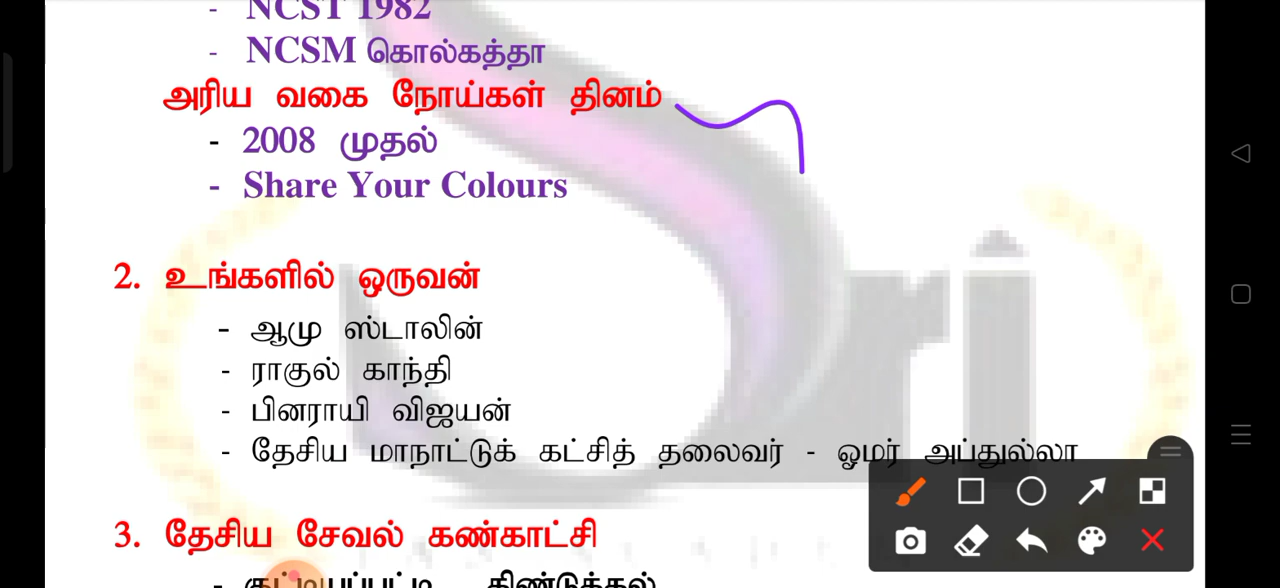 - NCST 1982
- NCSM கொல்கத்தா
அரிய வகை நோய்கள் தினம்
- 2008 முதல்
- Share Your Colours
2. உங்களில் ஒருவன்
- ஆமு ஸ்டாலின்
- ராகுல் காந்தி
- பினராயி விஜயன்
- தேசிய மாநாட்டுக் கட்சித் தலைவர் - ஓமர் அப்துல்லா
3. தேசிய சேவல் கண்காட்சி
Sri